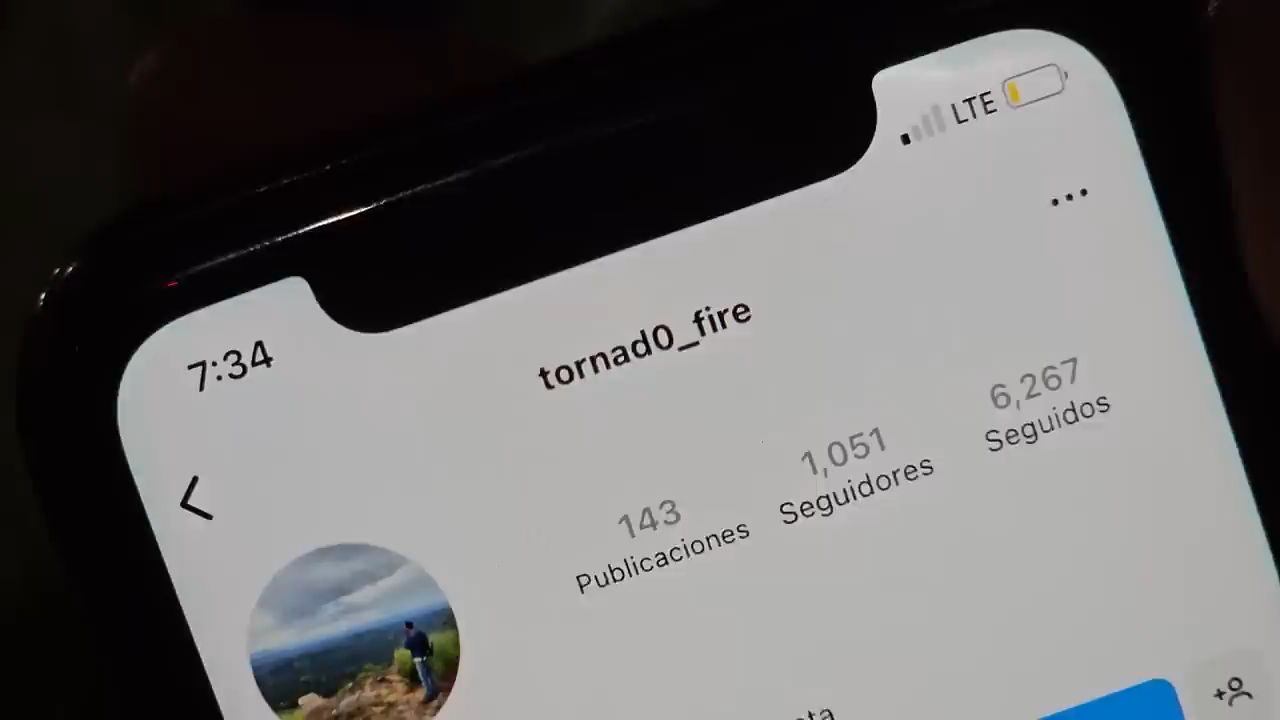 7:34
LTE
tornad0_fire
143
Publicaciones
1,051
Seguidores
6,267
Seguidos